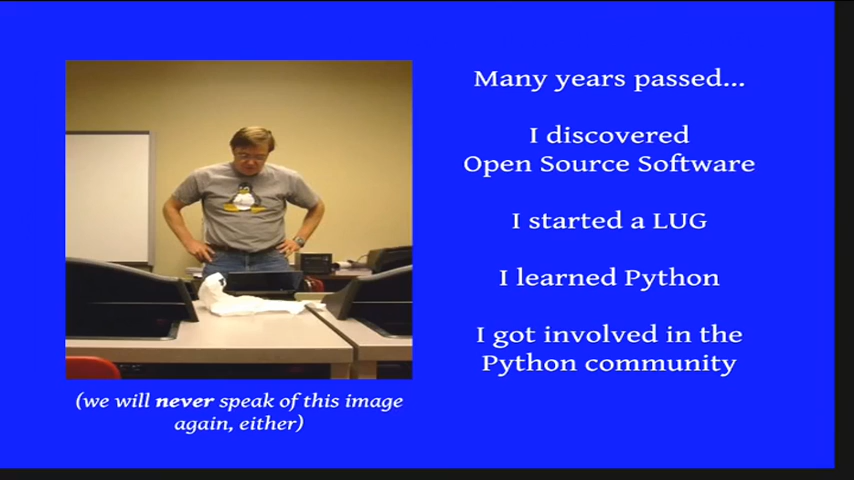 Many years passed...
I discovered
Open Source Software
I started a LUG
I learned Python
I got involved in the
Python community
(we will never speak of this image
again, either)